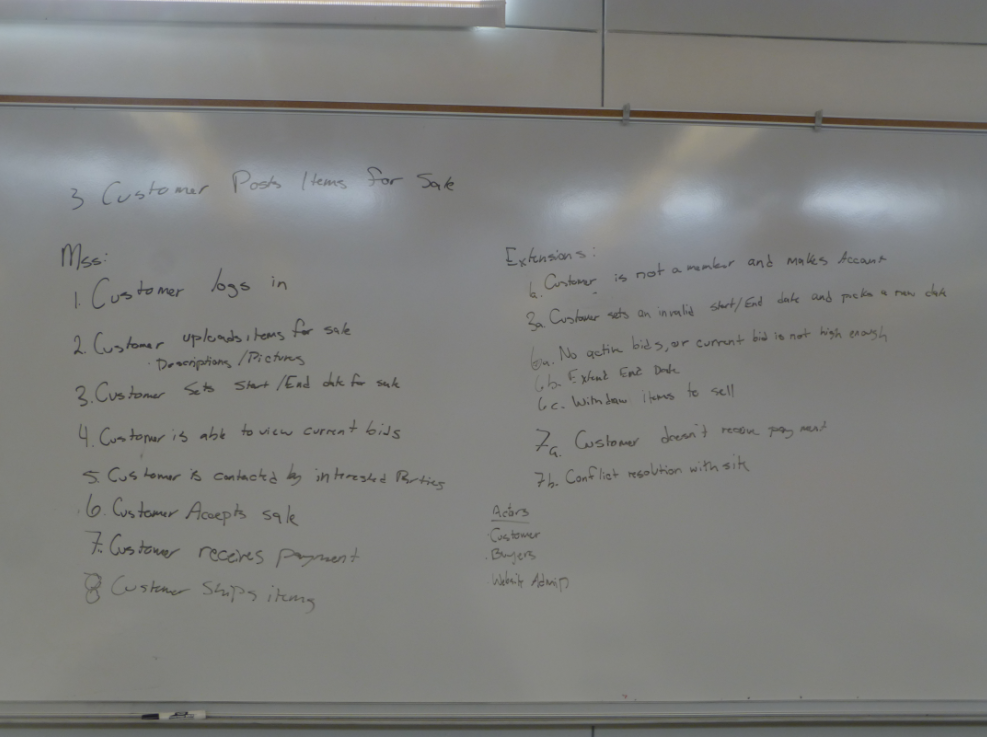 3 Customer Posts Items for Sale
Mss:
1. Customer logs in
2. Customer uploads items for sale
· Descriptions/Pictures
3. Customer Sets Start/End date for sale
4. Customer is able to view current bids
5. Customer is contacted by interested Parties
6. Customer Accepts sale
7. Customer receives payment
8 Customer Ships items
Extensions:
a. Customer is not a member and makes Account
3a. Customer sets an invalid start/End date and picks a new date
6a. No active bids, or current bid is not high enough
6b. Extend End Date
6c. Withdraw items to sell
7a. Customer doesn't receive payment
7b. Conflict resolution with site
Actors
Customer
Buyers
Website Admin